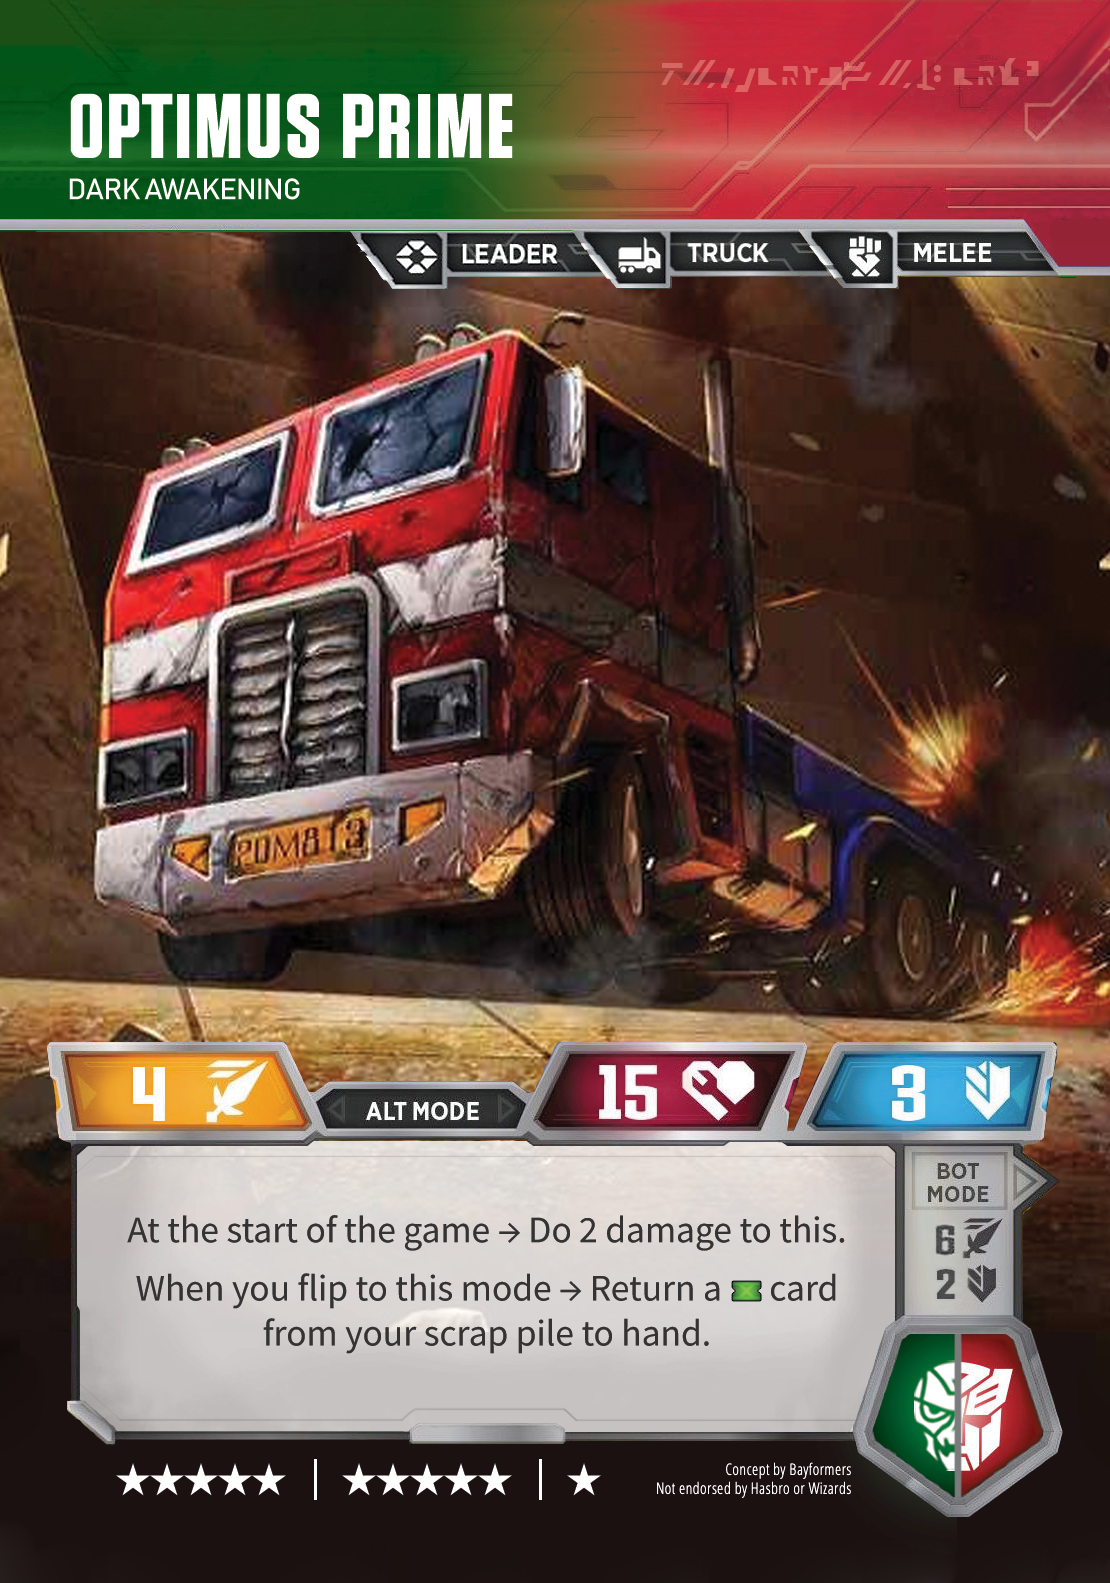 OPTIMUS PRIME
DARK AWAKENING
LEADER TRUCK MELEE
4 ALT MODE 15 3
At the start of the game → Do 2 damage to this.
When you flip to this mode → Return a card
from your scrap pile to hand.
BOT
MODE
6
2
★★★★★ | ★★★★★ | ★
Concept by Bayformers
Not endorsed by Hasbro or Wizards